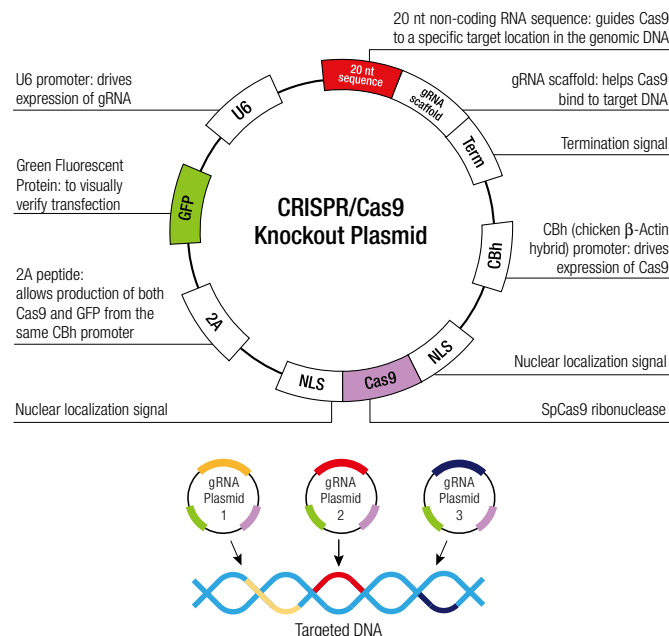 20 nt non-coding RNA sequence: guides Cas9
to a specific target location in the genomic DNA
U6 promoter: drives
expression of gRNA
gRNA scaffold: helps Cas9
bind to target DNA
Termination signal
Green Fluorescent
Protein: to visually
verify transfection
CBh (chicken β-Actin
hybrid) promoter: drives
expression of Cas9
2A peptide:
allows production of both
Cas9 and GFP from the
same CBh promoter
Nuclear localization signal
Nuclear localization signal
SpCas9 ribonuclease
CRISPR/Cas9
Knockout Plasmid
20 nt
sequence
gRNA
scaffold
Term
CBh
NLS
Cas9
NLS
2A
GFP
U6
gRNA
Plasmid
1
gRNA
Plasmid
2
gRNA
Plasmid
3
Targeted DNA